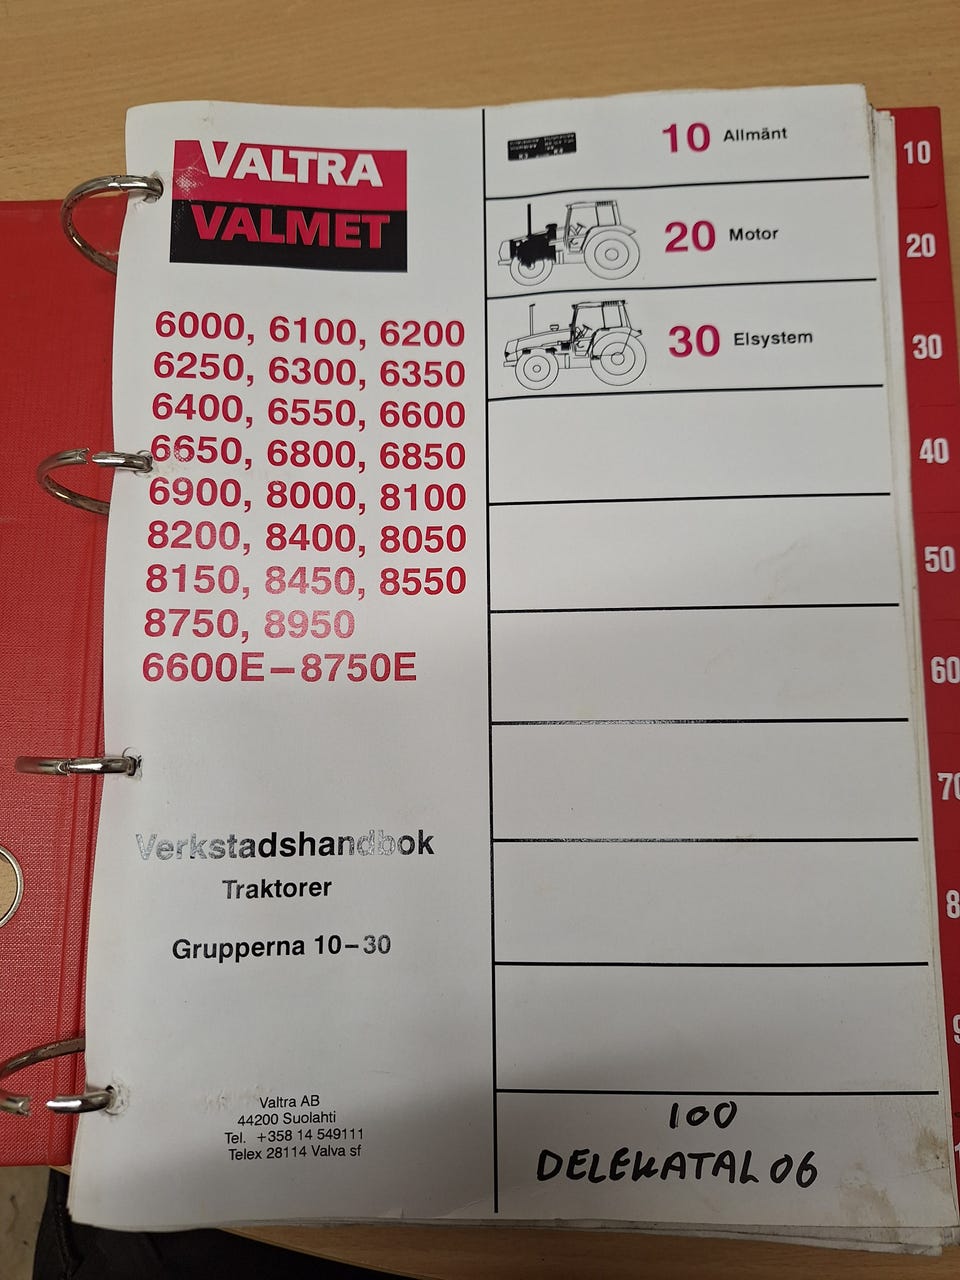 VALTRA
VALMET
6000, 6100, 6200
6250, 6300, 6350
6400, 6550, 6600
6650, 6800, 6850
6900, 8000, 8100
8200, 8400, 8050
8150, 8450, 8550
8750, 8950
6600E–8750E
Verkstadshandbok
Traktorer
Grupperna 10–30
Valtra AB
44200 Suolahti
Tel. +358 14 549111
Telex 28114 Valva sf
10 Allmänt
20 Motor
30 Elsystem
100
DELEKATAL 06
10
20
30
40
50
60